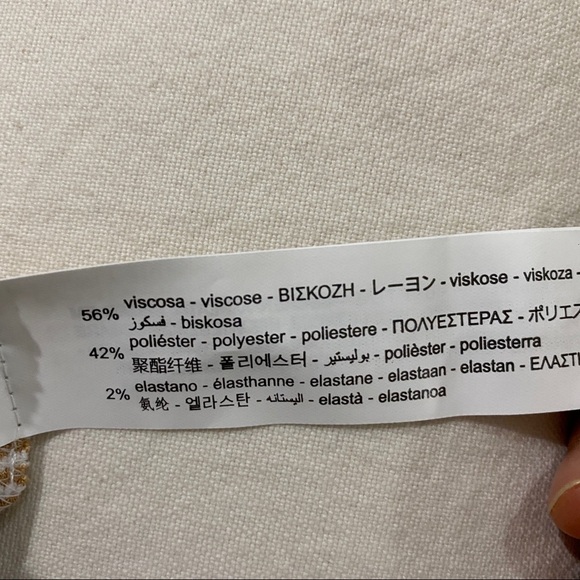 56% viscosa - viscose - ΒΙΣΚΟΖΗ - レーヨン - viskose - viskoza -
فسكوز - biskosa
42% poliéster - polyester - poliestere - ΠΟΛΥΕΣΤΕΡΑΣ - ポリエス
聚酯纤维 - 폴리에스터 - بوليستير - polièster - poliesterra
2% elastano - élasthanne - elastane - elastaan - elastan - ΕΛΑΣΤΙ
氨纶 - 엘라스탄 - اليستانه - elastà - elastanoa